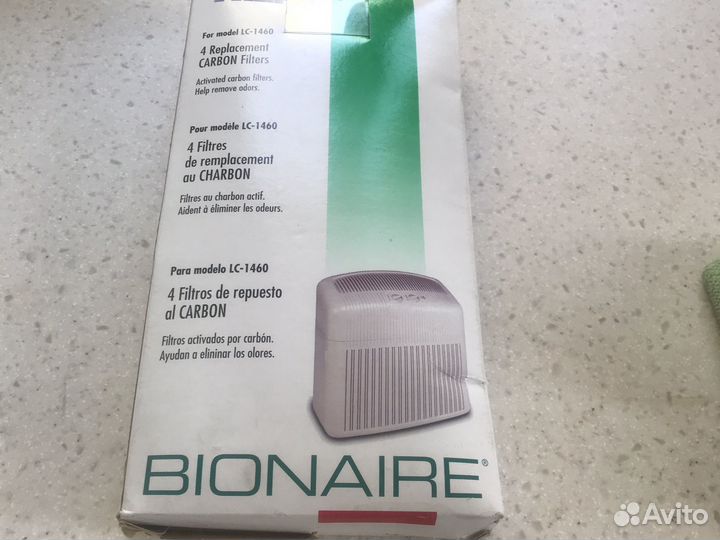 For model LC-1460
4 Replacement
CARBON Filters
Activated carbon filters.
Help remove odors.
Pour modèle LC-1460
4 Filtres
de remplacement
au CHARBON
Filtres au charbon actif.
Aident à éliminer les odeurs.
Para modelo LC-1460
4 Filtros de repuesto
al CARBON
Filtros activados por carbón.
Ayudan a elininar los olores.
BIONAIRE®
Avito